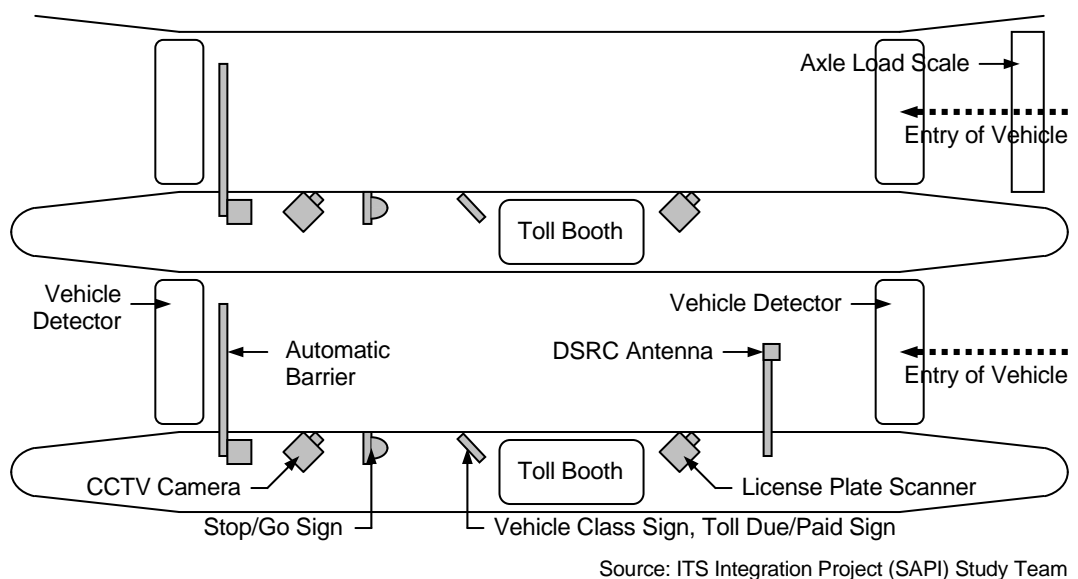 Axle Load Scale
Entry of Vehicle
Toll Booth
Vehicle
Detector
Vehicle Detector
Automatic
Barrier
DSRC Antenna
Entry of Vehicle
Toll Booth
CCTV Camera
License Plate Scanner
Stop/Go Sign
Vehicle Class Sign, Toll Due/Paid Sign
Source: ITS Integration Project (SAPI) Study Team